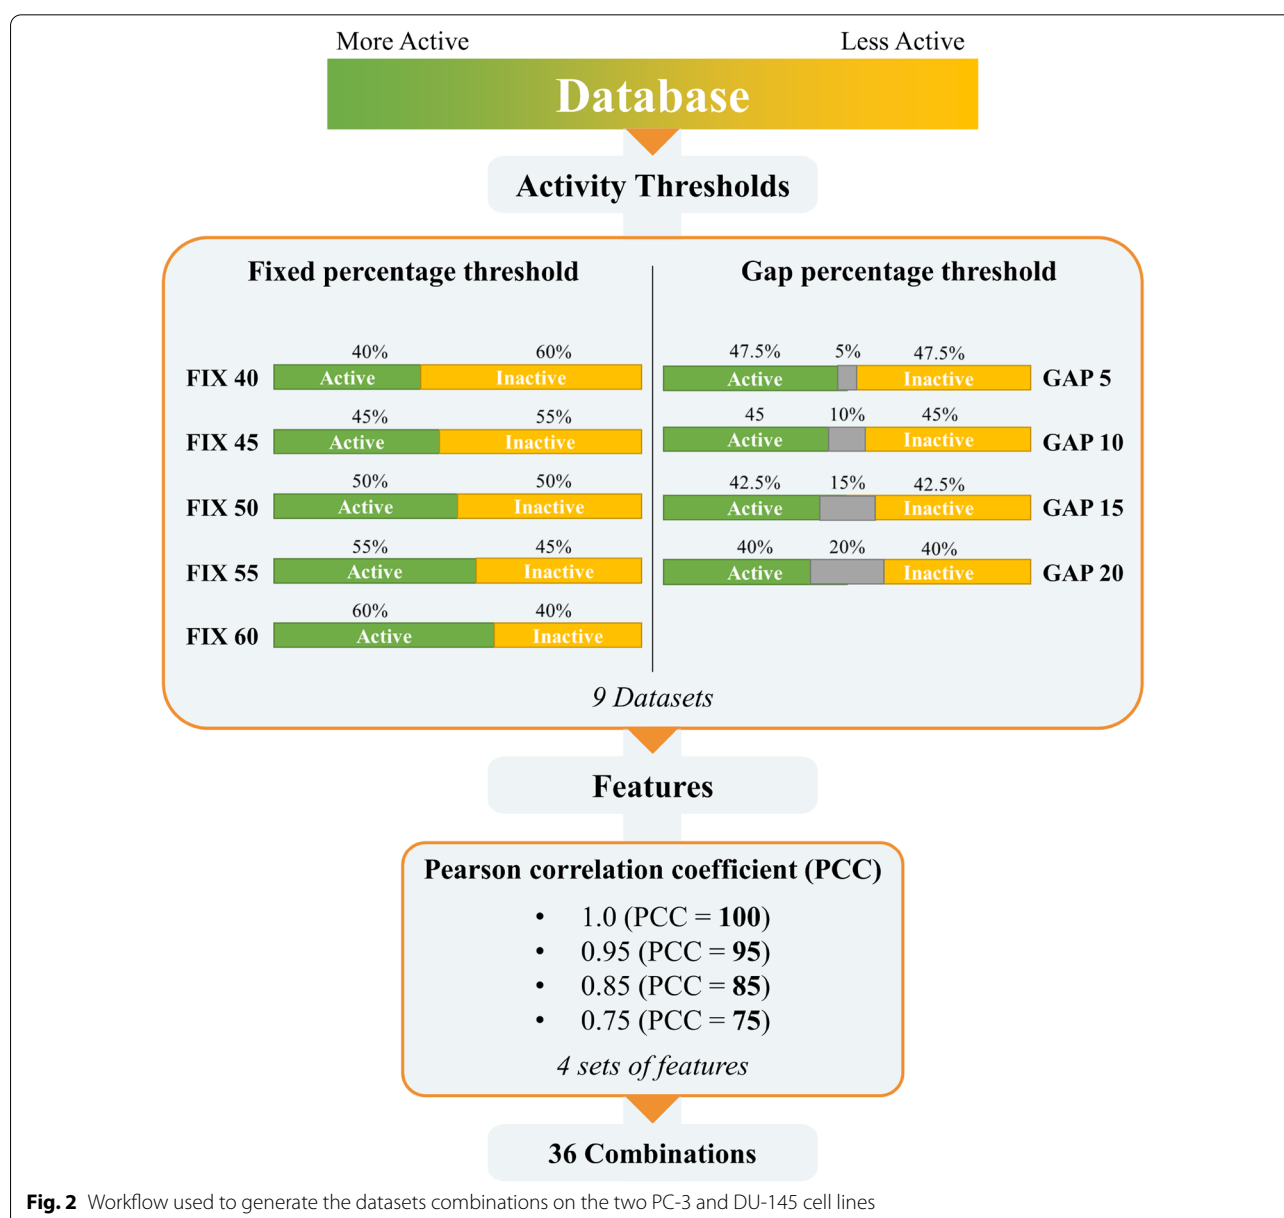 More Active
Less Active
Database
Activity Thresholds
Fixed percentage threshold
40%
60%
FIX 40
Active
Inactive
45%
55%
FIX 45
Active
Inactive
50%
50%
FIX 50
Active
Inactive
55%
45%
FIX 55
Active
Inactive
60%
40%
FIX 60
Active
Inactive
Gap percentage threshold
47.5%
5%
47.5%
Active
Inactive
GAP 5
45
10%
45%
Active
Inactive
GAP 10
42.5%
15%
42.5%
Active
Inactive
GAP 15
40%
20%
40%
Active
Inactive
GAP 20
9 Datasets
Features
Pearson correlation coefficient (PCC)
• 1.0 (PCC = 100)
• 0.95 (PCC = 95)
• 0.85 (PCC = 85)
• 0.75 (PCC = 75)
4 sets of features
36 Combinations
Fig. 2 Workflow used to generate the datasets combinations on the two PC-3 and DU-145 cell lines